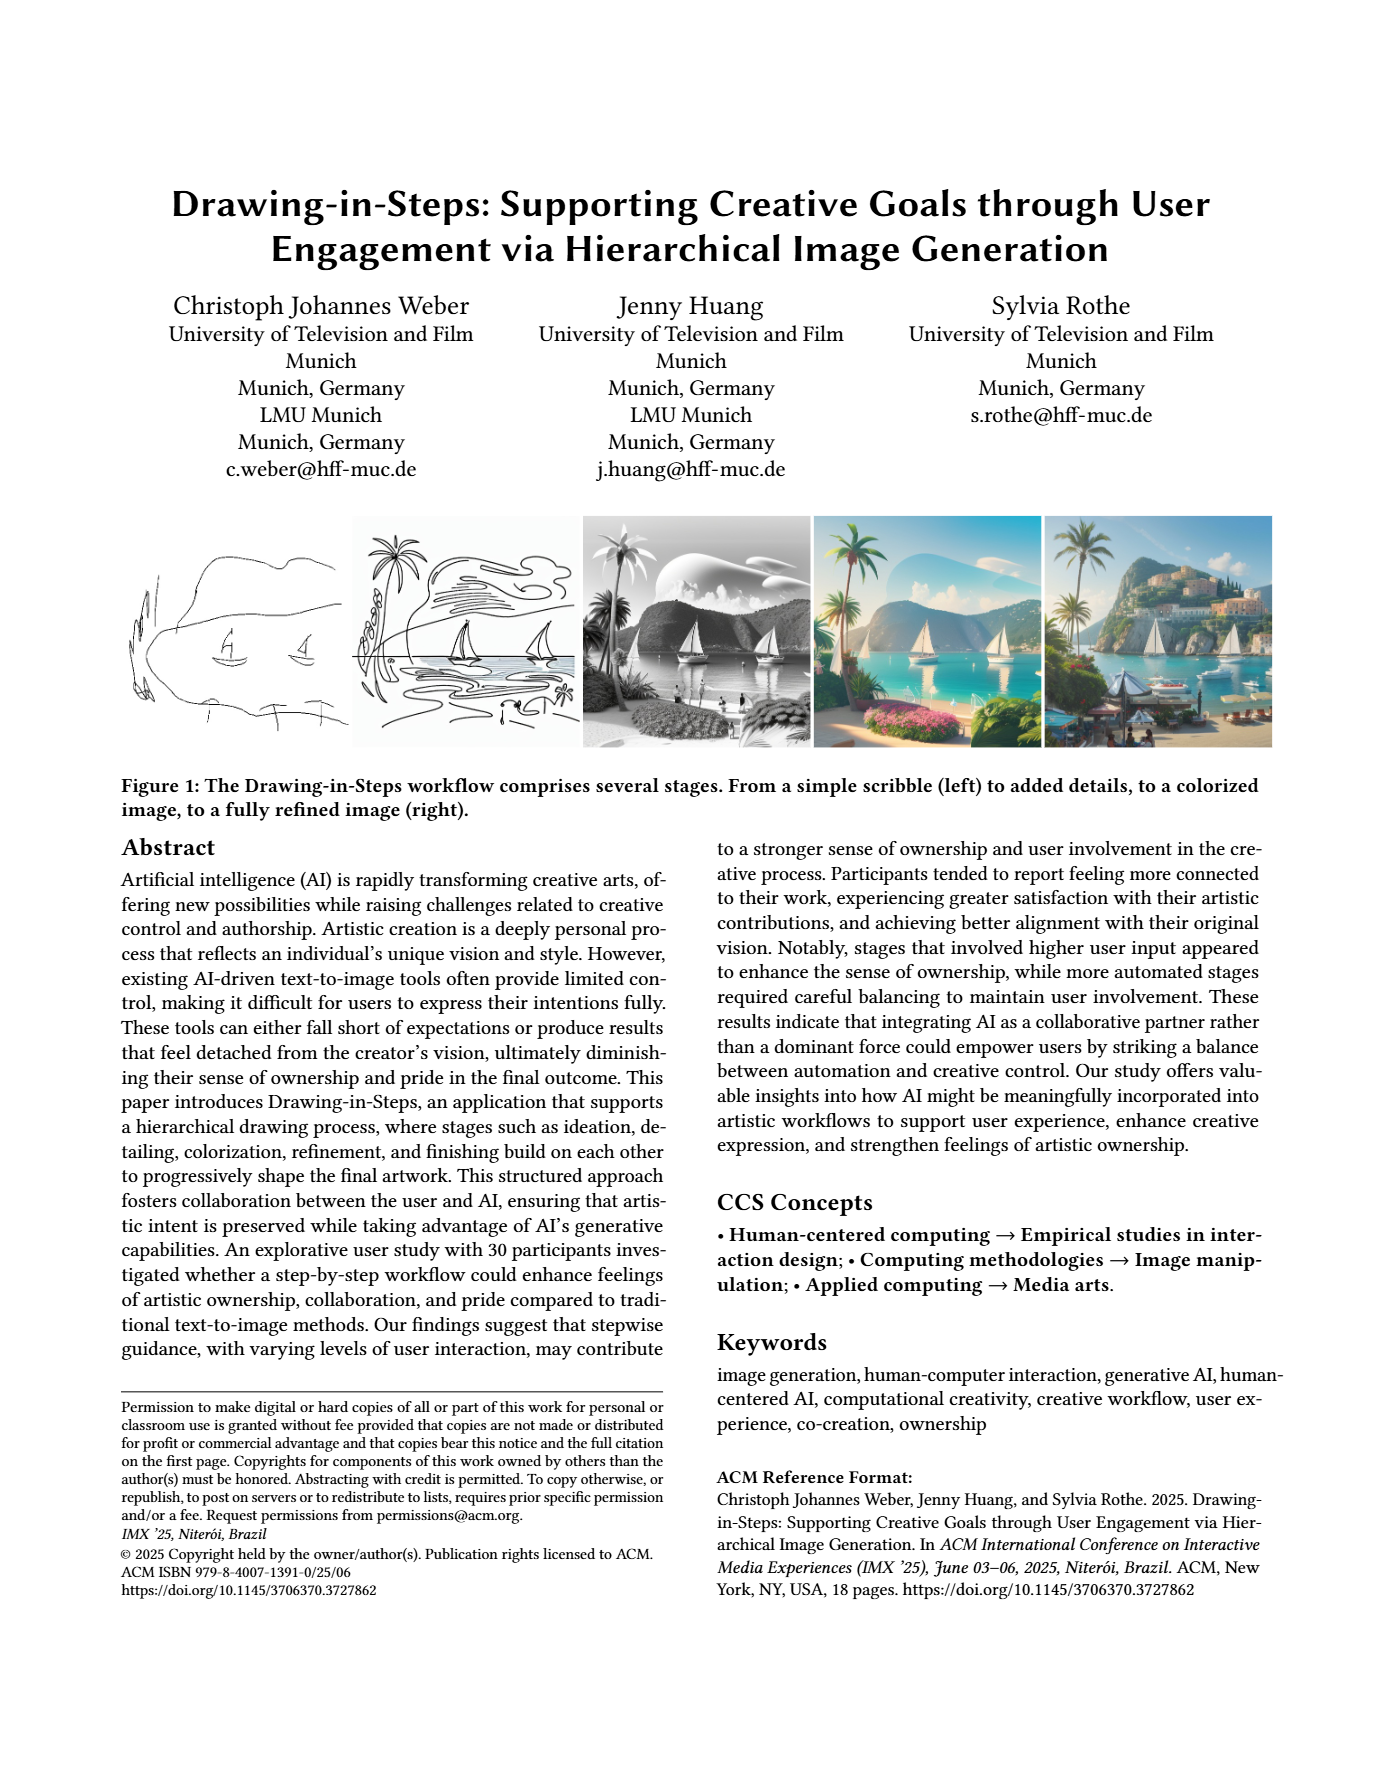 Drawing-in-Steps: Supporting Creative Goals through User
Engagement via Hierarchical Image Generation
Christoph Johannes Weber
University of Television and Film
Munich
Munich, Germany
LMU Munich
Munich, Germany
c.weber@hff-muc.de
Jenny Huang
University of Television and Film
Munich
Munich, Germany
LMU Munich
Munich, Germany
j.huang@hff-muc.de
Sylvia Rothe
University of Television and Film
Munich
Munich, Germany
s.rothe@hff-muc.de
Figure 1: The Drawing-in-Steps workflow comprises several stages. From a simple scribble (left) to added details, to a colorized
image, to a fully refined image (right).
Abstract
Artificial intelligence (AI) is rapidly transforming creative arts, of-
fering new possibilities while raising challenges related to creative
control and authorship. Artistic creation is a deeply personal pro-
cess that reflects an individual's unique vision and style. However,
existing AI-driven text-to-image tools often provide limited con-
trol, making it difficult for users to express their intentions fully.
These tools can either fall short of expectations or produce results
that feel detached from the creator's vision, ultimately diminish-
ing their sense of ownership and pride in the final outcome. This
paper introduces Drawing-in-Steps, an application that supports
a hierarchical drawing process, where stages such as ideation, de-
tailing, colorization, refinement, and finishing build on each other
to progressively shape the final artwork. This structured approach
fosters collaboration between the user and AI, ensuring that artis-
tic intent is preserved while taking advantage of AI's generative
capabilities. An explorative user study with 30 participants inves-
tigated whether a step-by-step workflow could enhance feelings
of artistic ownership, collaboration, and pride compared to tradi-
tional text-to-image methods. Our findings suggest that stepwise
guidance, with varying levels of user interaction, may contribute
Permission to make digital or hard copies of all or part of this work for personal or
classroom use is granted without fee provided that copies are not made or distributed
for profit or commercial advantage and that copies bear this notice and the full citation
on the first page. Copyrights for components of this work owned by others than the
author(s) must be honored. Abstracting with credit is permitted. To copy otherwise, or
republish, to post on servers or to redistribute to lists, requires prior specific permission
and/or a fee. Request permissions from permissions@acm.org.
IMX '25, Niterói, Brazil
© 2025 Copyright held by the owner/author(s). Publication rights licensed to ACM.
ACM ISBN 979-8-4007-1391-0/25/06
https://doi.org/10.1145/3706370.3727862
to a stronger sense of ownership and user involvement in the cre-
ative process. Participants tended to report feeling more connected
to their work, experiencing greater satisfaction with their artistic
contributions, and achieving better alignment with their original
vision. Notably, stages that involved higher user input appeared
to enhance the sense of ownership, while more automated stages
required careful balancing to maintain user involvement. These
results indicate that integrating AI as a collaborative partner rather
than a dominant force could empower users by striking a balance
between automation and creative control. Our study offers valu-
able insights into how AI might be meaningfully incorporated into
artistic workflows to support user experience, enhance creative
expression, and strengthen feelings of artistic ownership.
CCS Concepts
• Human-centered computing → Empirical studies in inter-
action design; • Computing methodologies → Image manip-
ulation; • Applied computing → Media arts.
Keywords
image generation, human-computer interaction, generative AI, human-
centered AI, computational creativity, creative workflow, user ex-
perience, co-creation, ownership
ACM Reference Format:
Christoph Johannes Weber, Jenny Huang, and Sylvia Rothe. 2025. Drawing-
in-Steps: Supporting Creative Goals through User Engagement via Hier-
archical Image Generation. In ACM International Conference on Interactive
Media Experiences (IMX '25), June 03–06, 2025, Niterói, Brazil. ACM, New
York, NY, USA, 18 pages. https://doi.org/10.1145/3706370.3727862